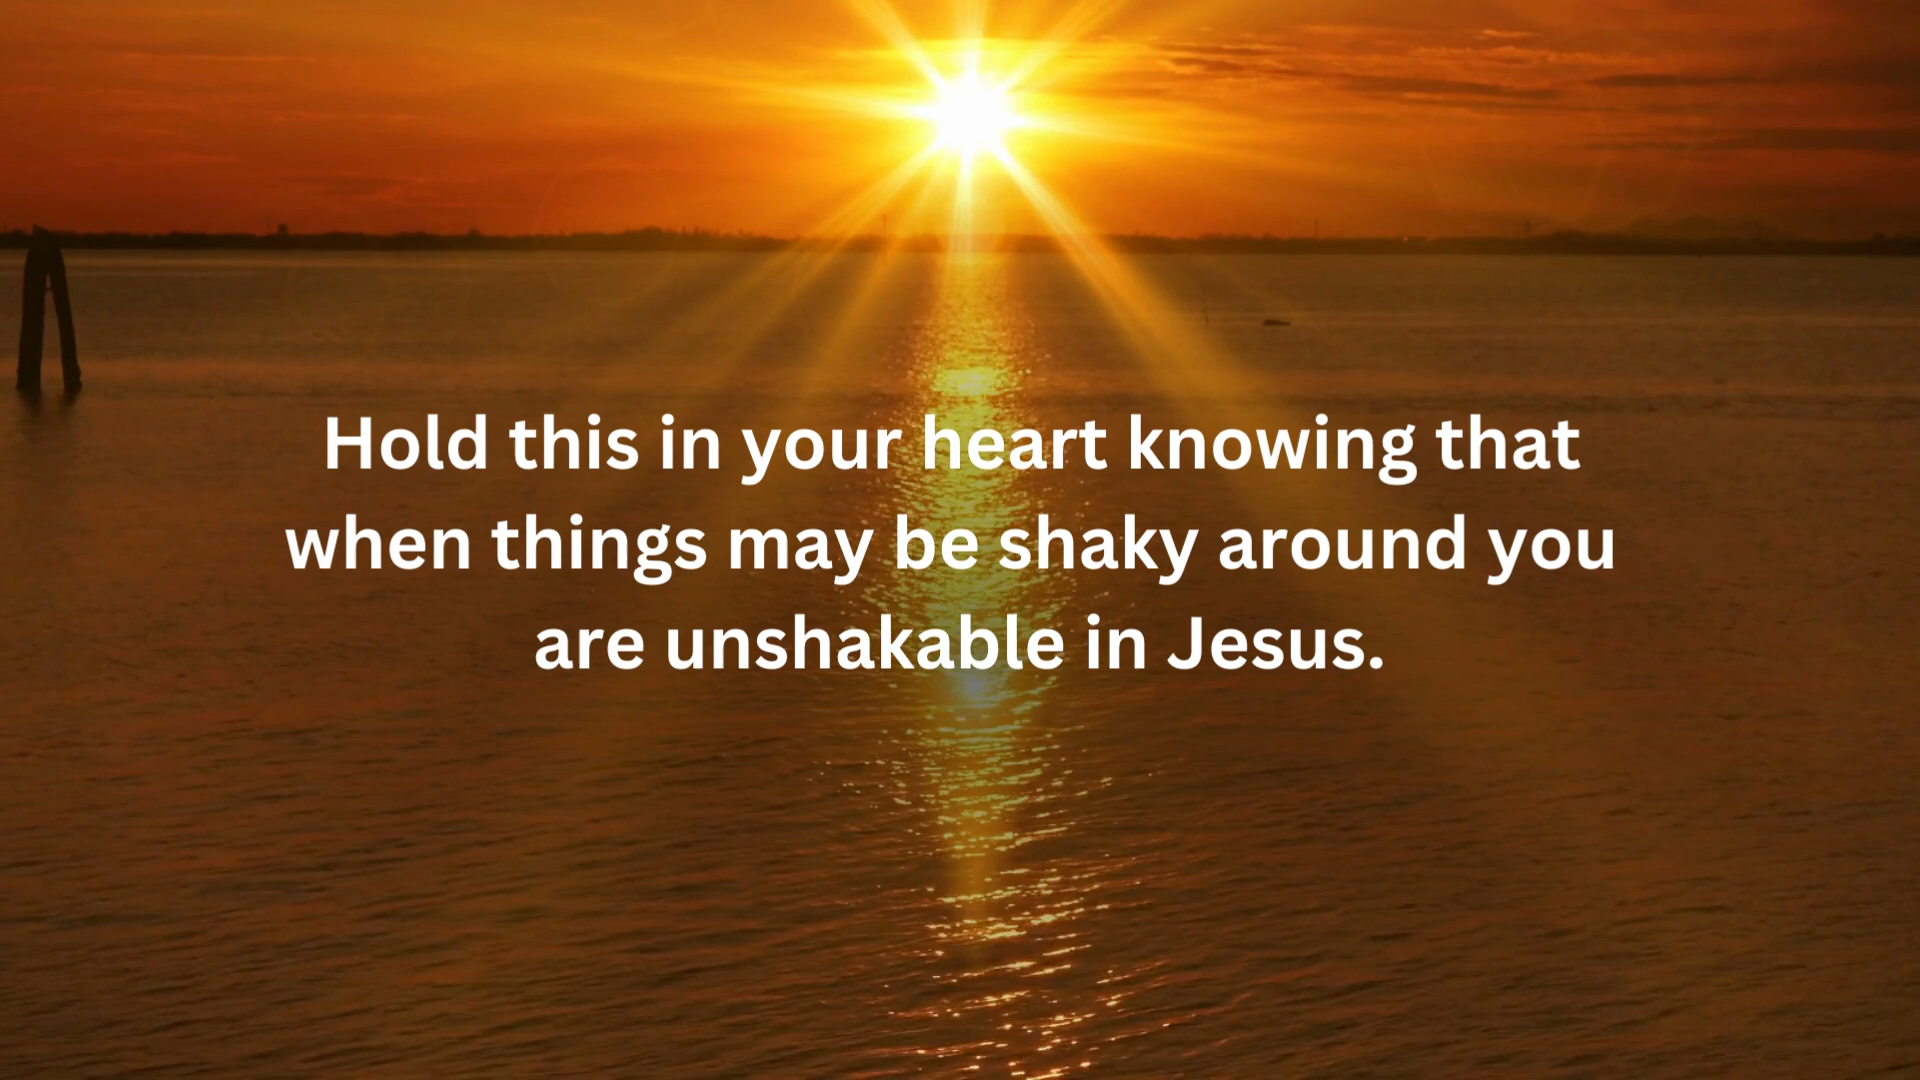 Hold this in your heart knowing that
when things may be shaky around you
are unshakable in Jesus.